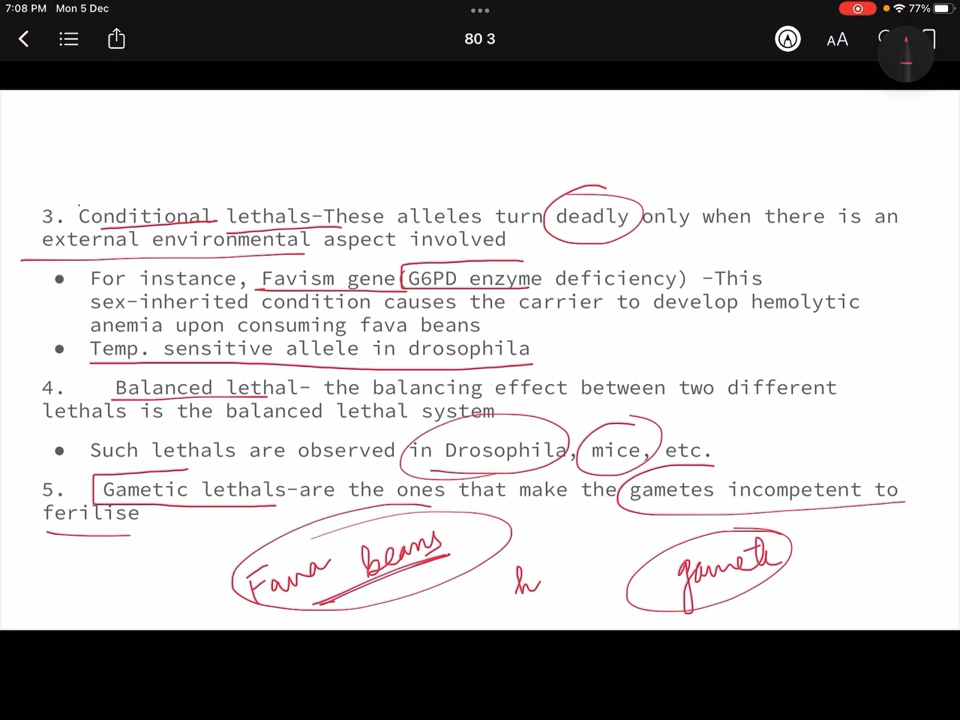 7:08 PM Mon 5 Dec
77%
80 3
AA
3. Conditional lethals-These alleles turn deadly only when there is an
external environmental aspect involved
● For instance, Favism gene(G6PD enzyme deficiency) -This
sex-inherited condition causes the carrier to develop hemolytic
anemia upon consuming fava beans
● Temp. sensitive allele in drosophila
4. Balanced lethal- the balancing effect between two different
lethals is the balanced lethal system
● Such lethals are observed in Drosophila, mice, etc.
5. Gametic lethals-are the ones that make the gametes incompetent to
ferilise
Fava beans
h
gamete